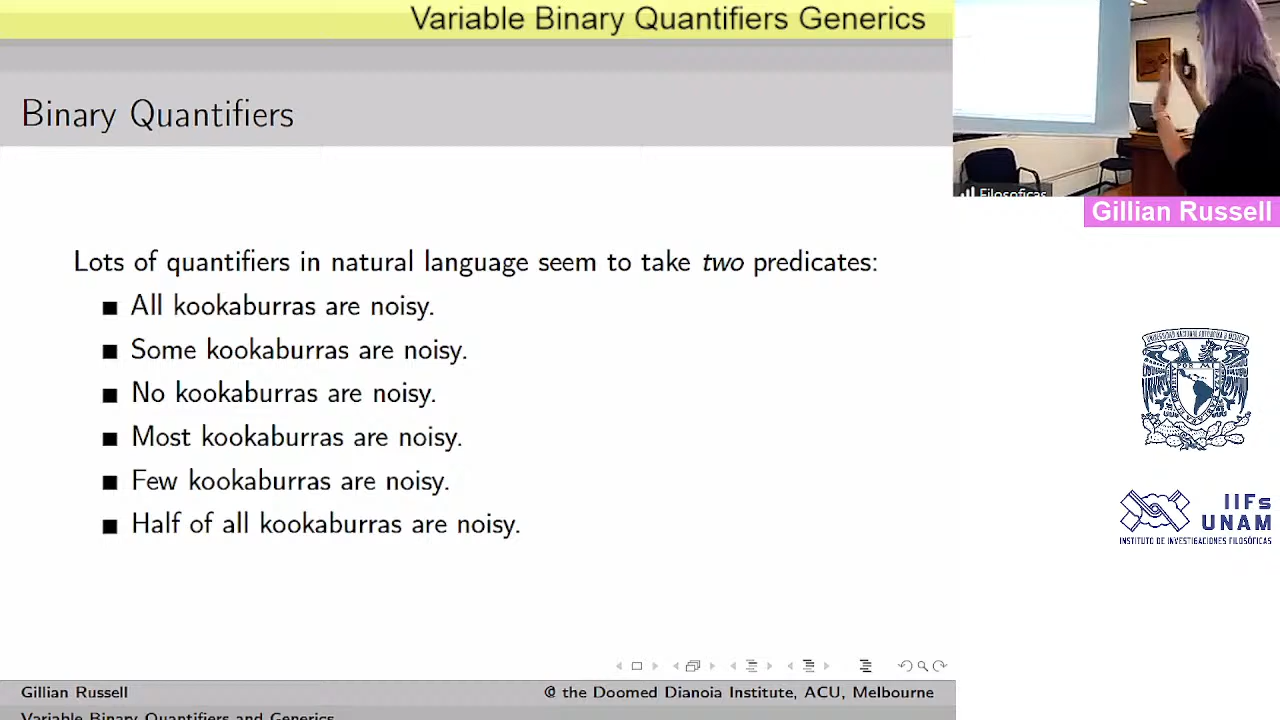 Variable Binary Quantifiers Generics
Binary Quantifiers
Lots of quantifiers in natural language seem to take two predicates:
All kookaburras are noisy.
Some kookaburras are noisy.
No kookaburras are noisy.
Most kookaburras are noisy.
Few kookaburras are noisy.
Half of all kookaburras are noisy.
Gillian Russell
@ the Doomed Dianoia Institute, ACU, Melbourne
Variable Binary Quantifiers and Generics
Filosoficas
Gillian Russell
IIFs
UNAM
INSTITUTO DE INVESTIGACIONES FILOSÓFICAS